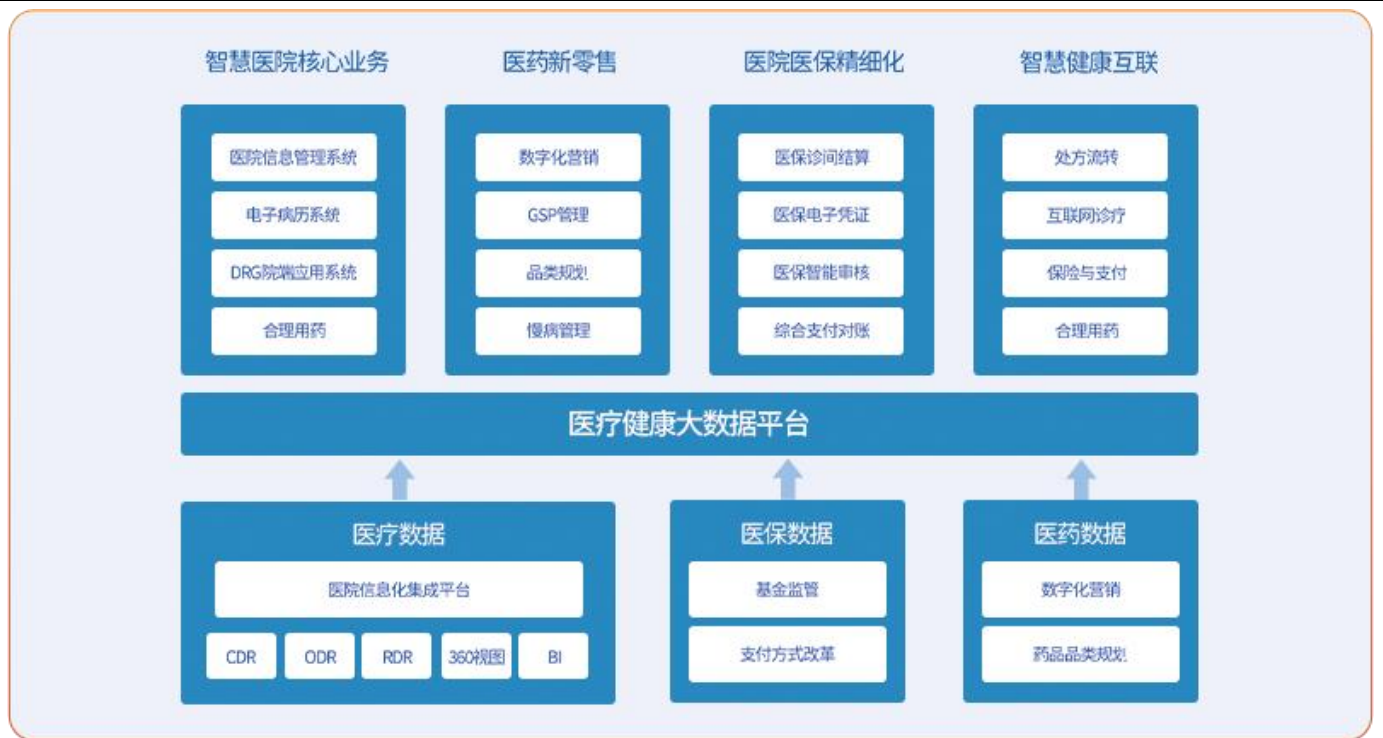 智慧医院核心业务
医药新零售
医院医保精细化
智慧健康互联
医院信息管理系统
电子病历系统
DRG院端应用系统
合理用药
数字化营销
GSP管理
品类规划
慢病管理
医保诊间结算
医保电子凭证
医保智能审核
综合支付对账
处方流转
互联网诊疗
保险与支付
合理用药
医疗健康大数据平台
医疗数据
医院信息化集成平台
CDR
ODR
RDR
360视图
BI
医保数据
基金监管
支付方式改革
医药数据
数字化营销
药品品类规划